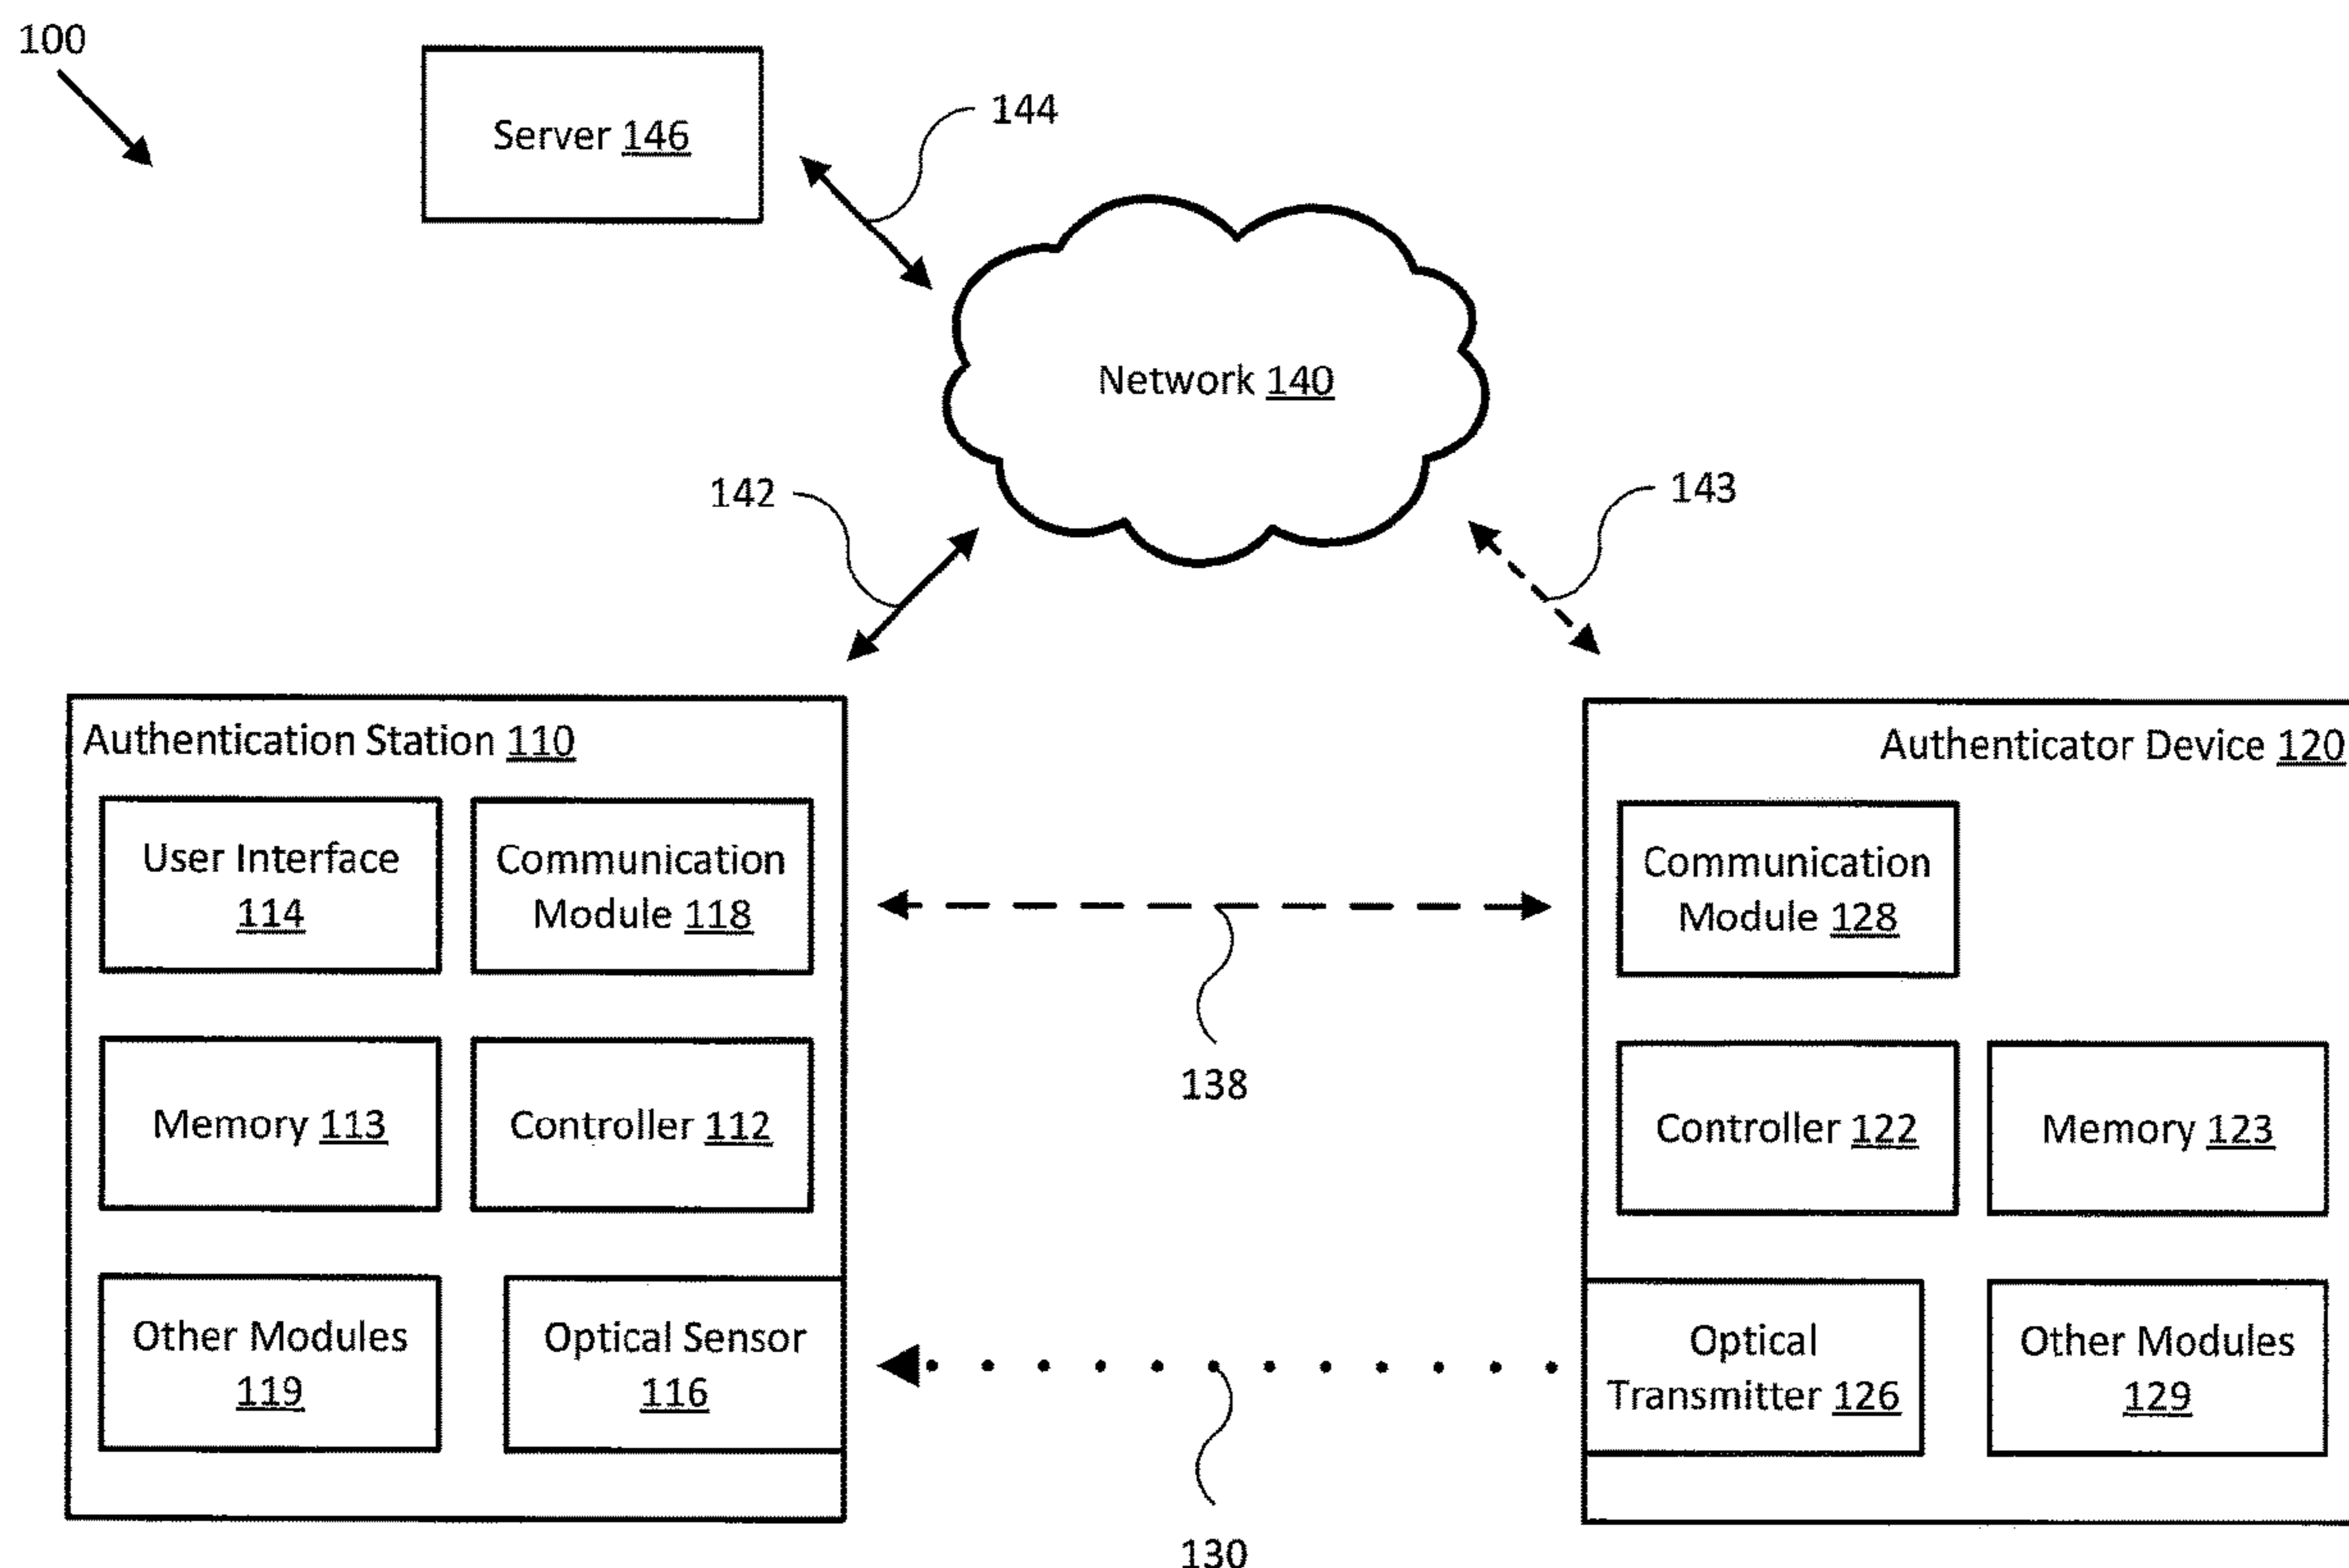 100
Server 146
144
Network 140
142
143
Authentication Station 110
User Interface
114
Communication
Module 118
Memory 113
Controller 112
Other Modules
119
Optical Sensor
116
138
130
Authenticator Device 120
Communication
Module 128
Controller 122
Memory 123
Optical
Transmitter 126
Other Modules
129